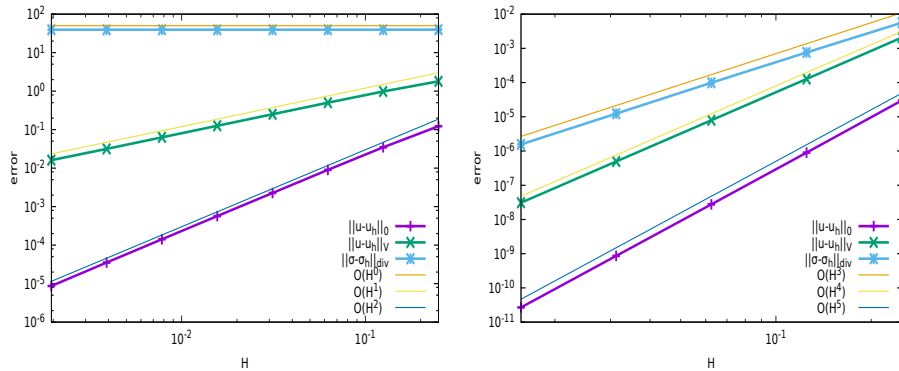 10^2
10^1
10^0
10^-1
10^-2
10^-3
10^-4
10^-5
10^-6
error
10^-2
10^-1
H
||u-u_h||_0
||u-u_h||_V
||σ-σ_h||_div
O(H^0)
O(H^1)
O(H^2)
10^-2
10^-3
10^-4
10^-5
10^-6
10^-7
10^-8
10^-9
10^-10
10^-11
error
10^-1
H
||u-u_h||_0
||u-u_h||_V
||σ-σ_h||_div
O(H^3)
O(H^4)
O(H^5)